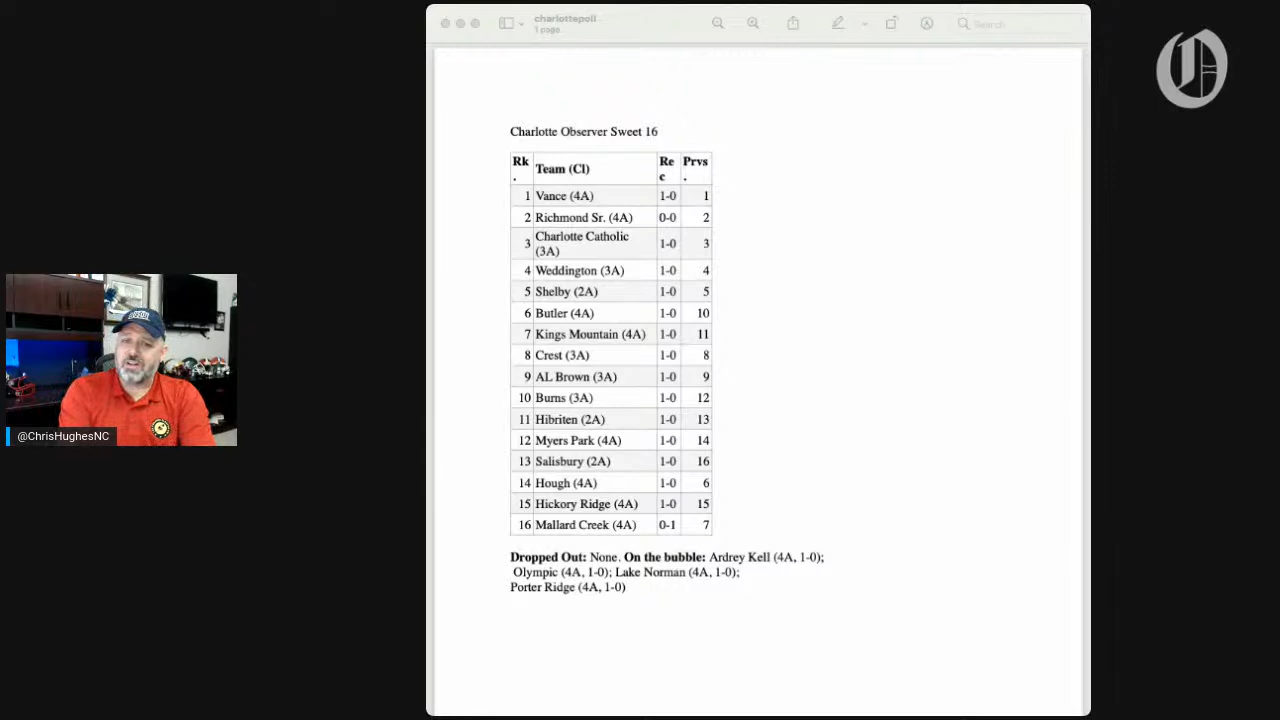 charlottepoll
1 page
Search
O
Charlotte Observer Sweet 16
Rk. Team (Cl) Rec Prvs.
1 Vance (4A) 1-0 1
2 Richmond Sr. (4A) 0-0 2
3 Charlotte Catholic (3A) 1-0 3
4 Weddington (3A) 1-0 4
5 Shelby (2A) 1-0 5
6 Butler (4A) 1-0 10
7 Kings Mountain (4A) 1-0 11
8 Crest (3A) 1-0 8
9 AL Brown (3A) 1-0 9
10 Burns (3A) 1-0 12
11 Hibriten (2A) 1-0 13
12 Myers Park (4A) 1-0 14
13 Salisbury (2A) 1-0 16
14 Hough (4A) 1-0 6
15 Hickory Ridge (4A) 1-0 15
16 Mallard Creek (4A) 0-1 7
Dropped Out: None. On the bubble: Ardrey Kell (4A, 1-0);
Olympic (4A, 1-0); Lake Norman (4A, 1-0);
Porter Ridge (4A, 1-0)
@ChrisHughesNC